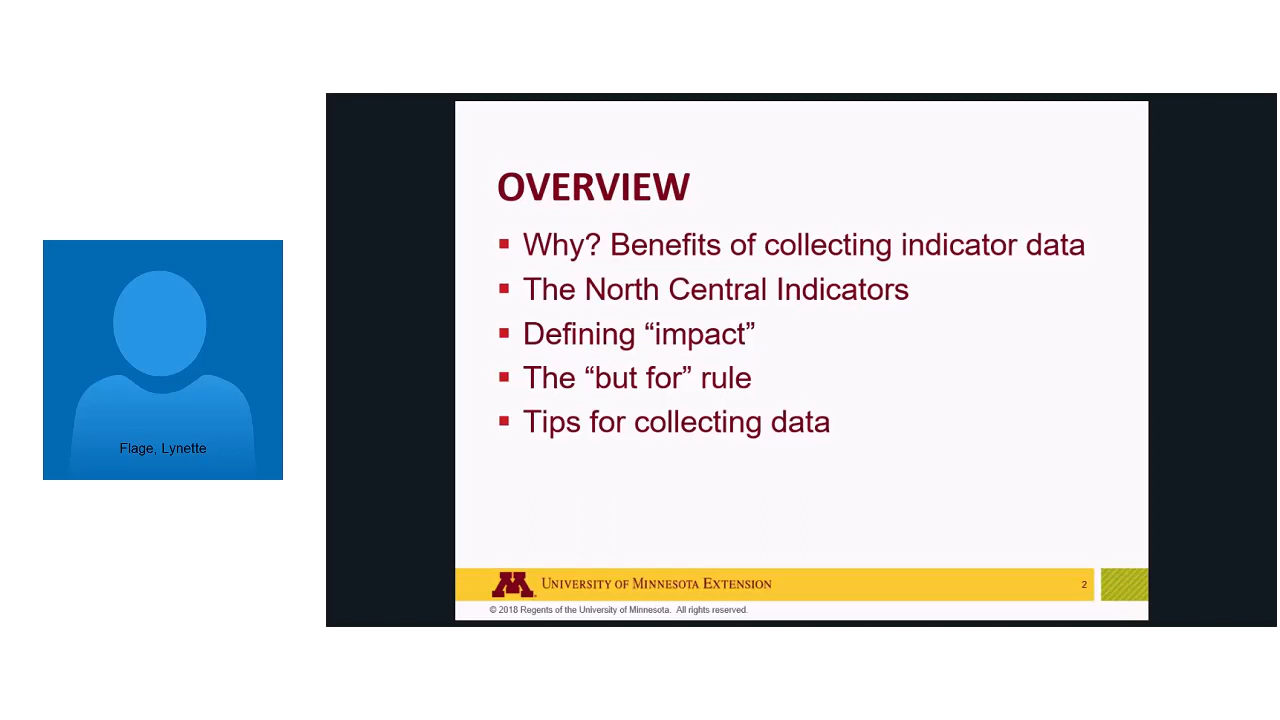 OVERVIEW
Why? Benefits of collecting indicator data
The North Central Indicators
Defining “impact”
The “but for” rule
Tips for collecting data
Flage, Lynette
M UNIVERSITY OF MINNESOTA EXTENSION
2
© 2018 Regents of the University of Minnesota. All rights reserved.